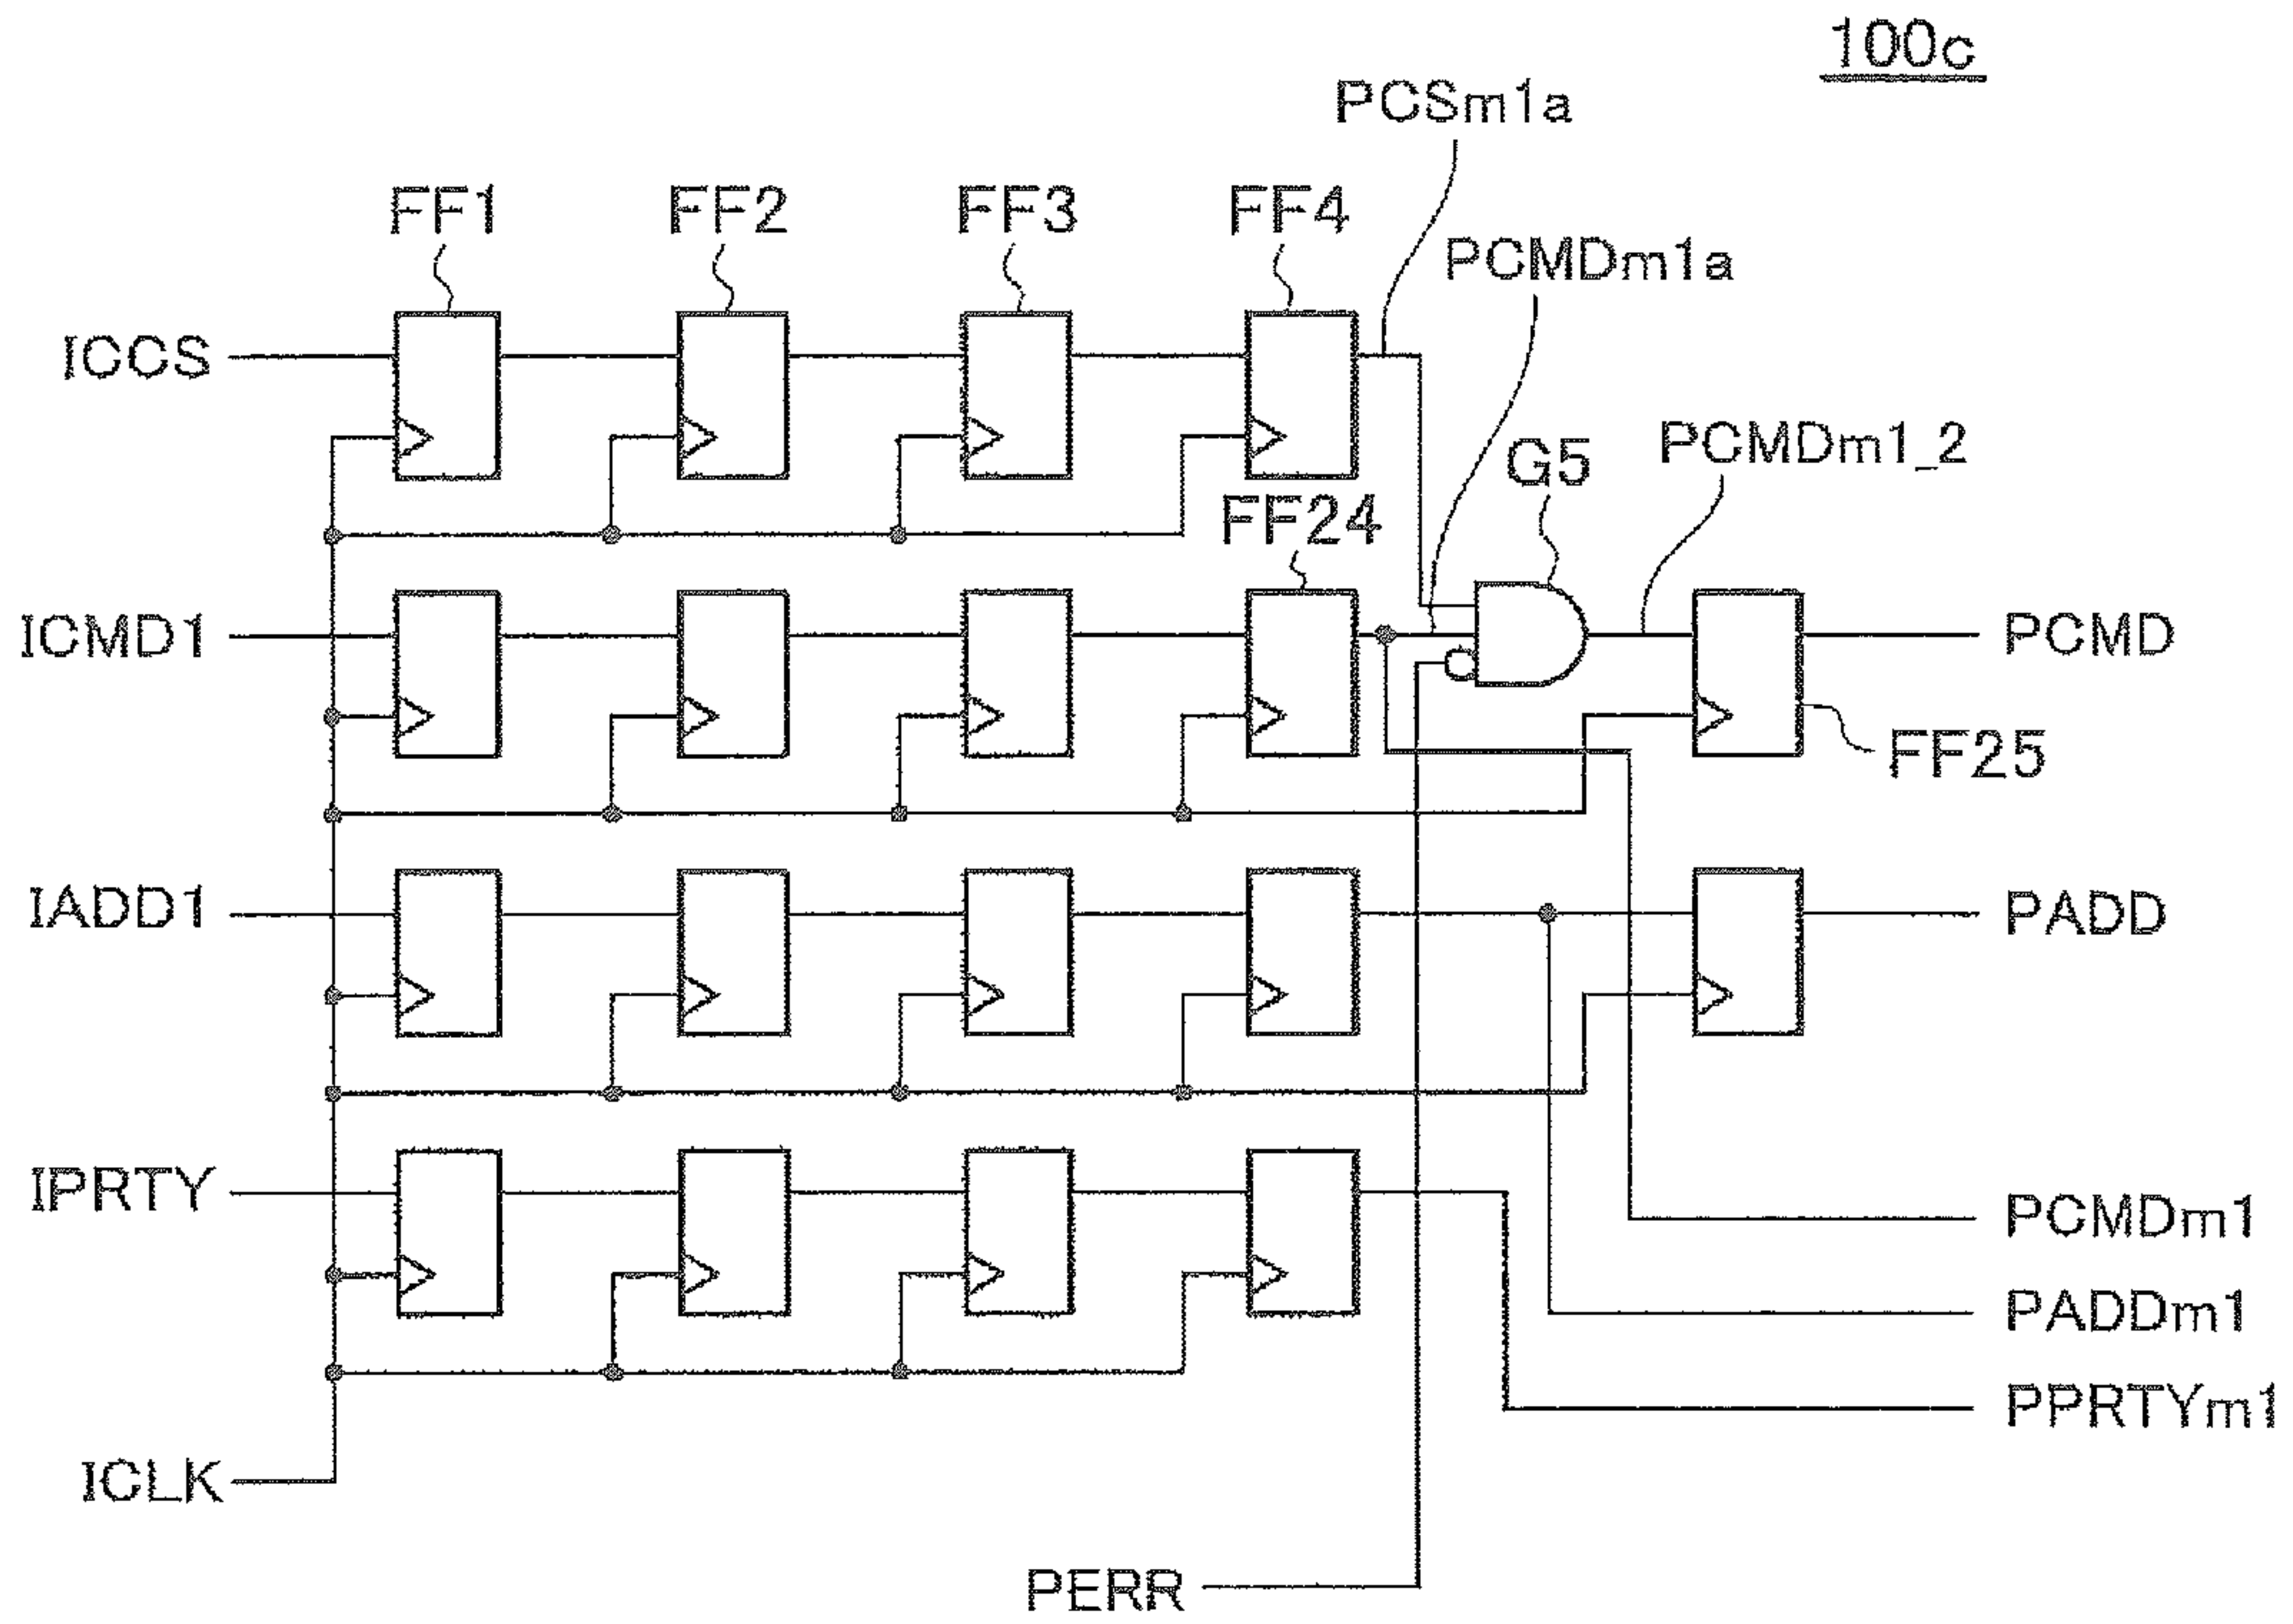 100c
PCSm1a
FF1
FF2
FF3
FF4
PCMDm1a
ICCS
G5
PCMDm1_2
FF24
ICMD1
PCMD
FF25
IADD1
PADD
IPRTY
PCMDm1
PADDm1
PPRTYm1
ICLK
PERR